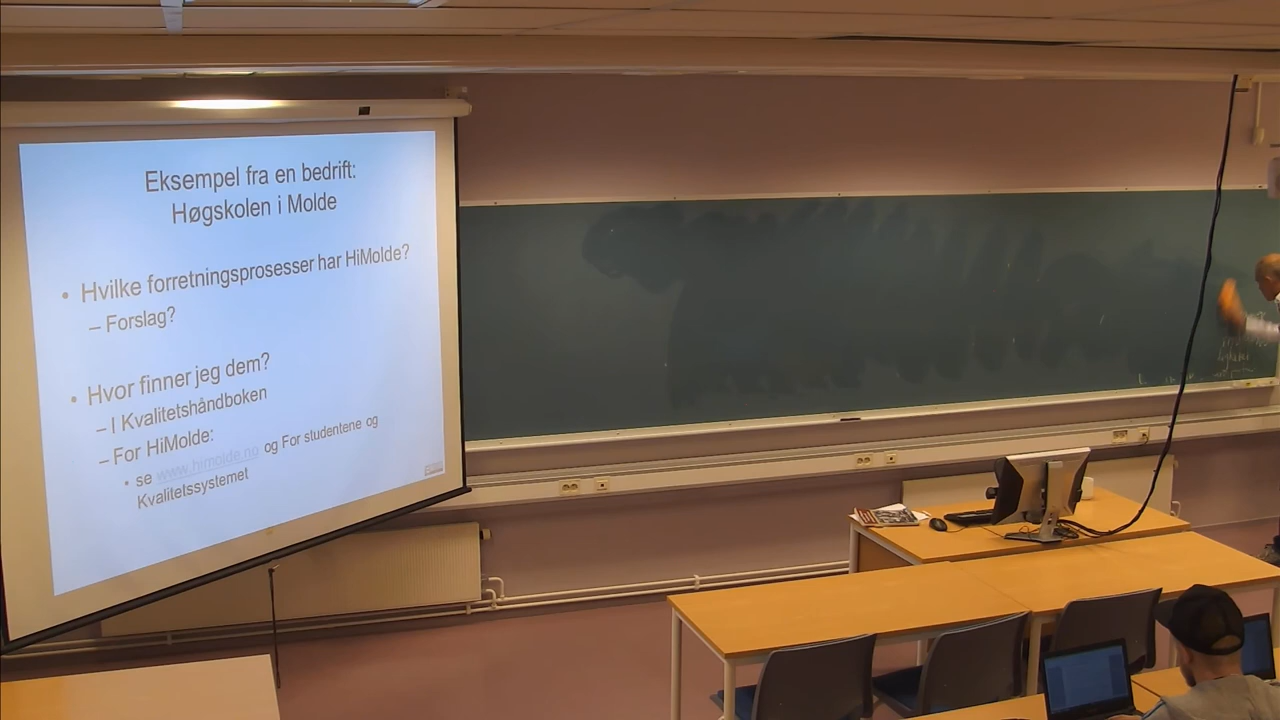 Eksempel fra en bedrift:
Høgskolen i Molde
• Hvilke forretningsprosesser har HiMolde?
– Forslag?
• Hvor finner jeg dem?
– I Kvalitetshåndboken
– For HiMolde:
• se www.himolde.no og For studentene og
Kvalitetssystemet